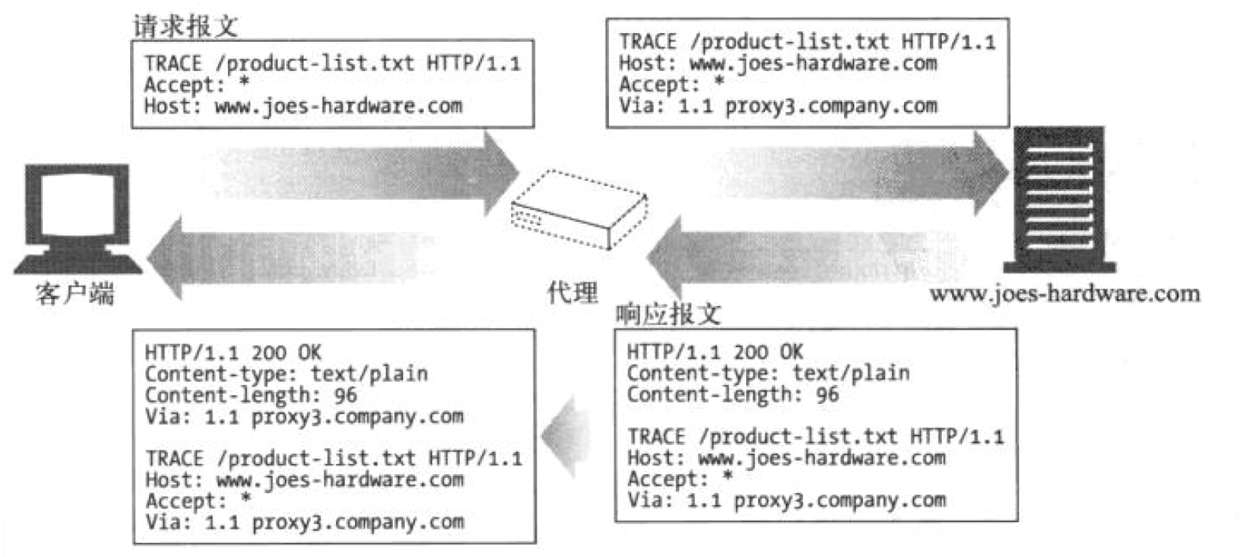 请求报文
TRACE /product-list.txt HTTP/1.1
Accept: *
Host: www.joes-hardware.com
TRACE /product-list.txt HTTP/1.1
Host: www.joes-hardware.com
Accept: *
Via: 1.1 proxy3.company.com
客户端
代理
www.joes-hardware.com
响应报文
HTTP/1.1 200 OK
Content-type: text/plain
Content-length: 96
Via: 1.1 proxy3.company.com
TRACE /product-list.txt HTTP/1.1
Host: www.joes-hardware.com
Accept: *
Via: 1.1 proxy3.company.com
HTTP/1.1 200 OK
Content-type: text/plain
Content-length: 96
TRACE /product-list.txt HTTP/1.1
Host: www.joes-hardware.com
Accept: *
Via: 1.1 proxy3.company.com